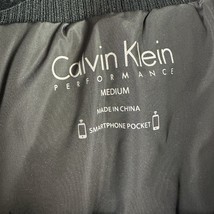 Calvin Klein
PERFORMANCE
MEDIUM
MADE IN CHINA
SMARTPHONE POCKET